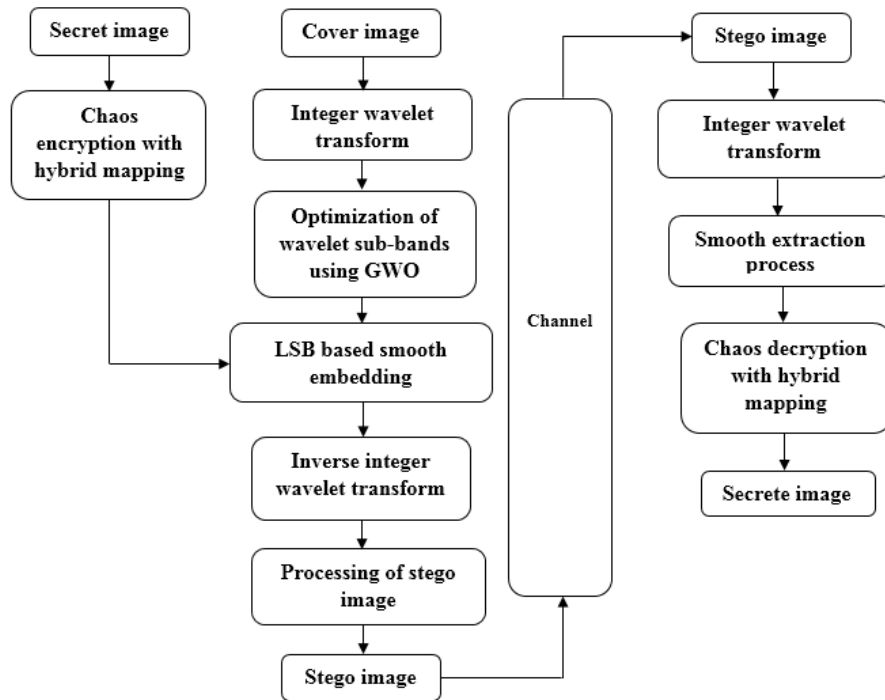 Secret image
Chaos
encryption with
hybrid mapping
Cover image
Integer wavelet
transform
Optimization of
wavelet sub-bands
using GWO
LSB based smooth
embedding
Inverse integer
wavelet transform
Processing of stego
image
Stego image
Channel
Stego image
Integer wavelet
transform
Smooth extraction
process
Chaos decryption
with hybrid
mapping
Secrete image